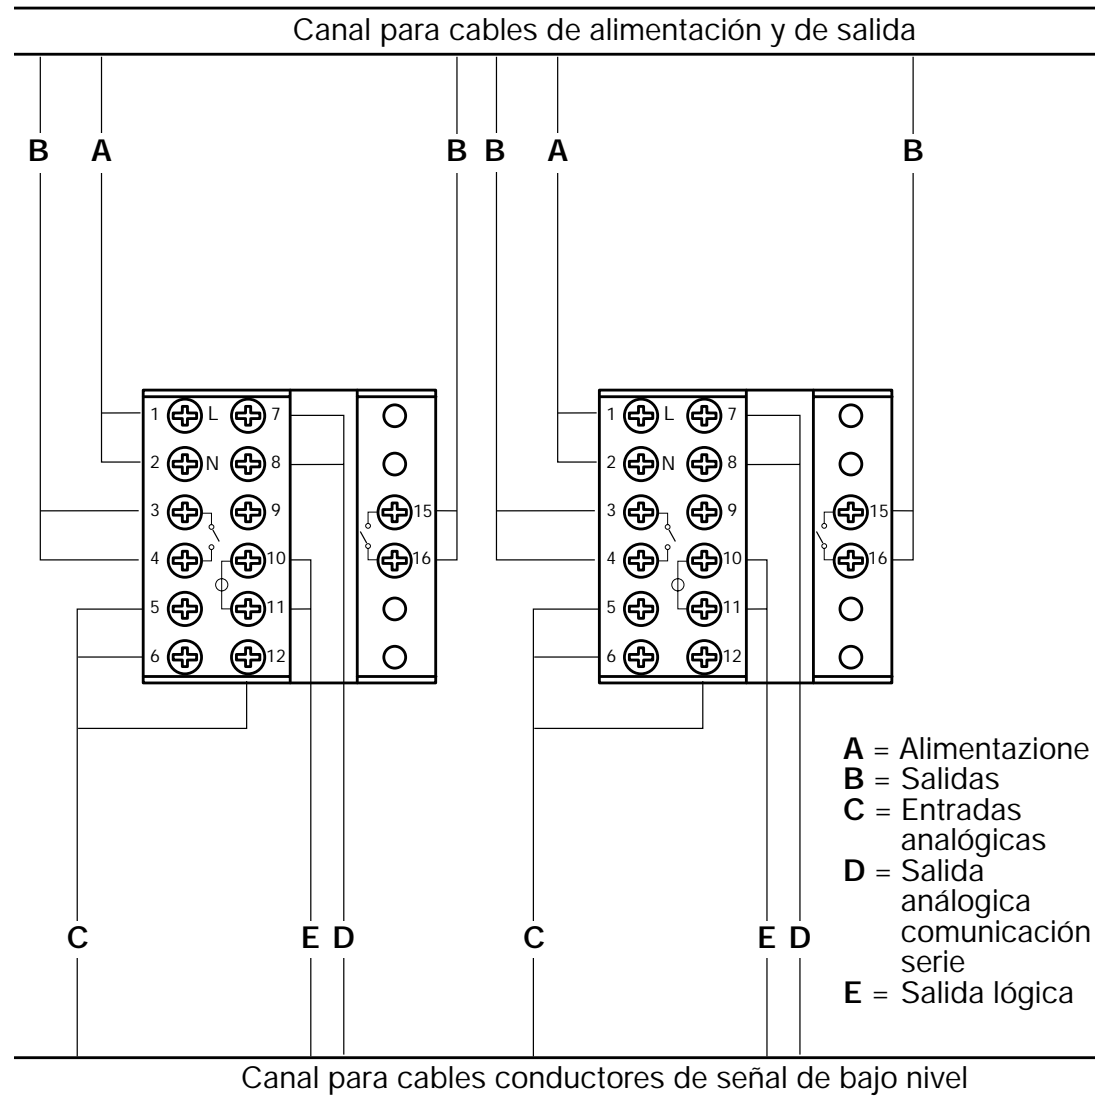 Canal para cables de alimentación y de salida
B A B B A B
1 L 7 1 L 7
2 N 8 2 N 8
3 9 15 3 9 15
4 10 16 4 10 16
5 11 5 11
6 12 6 12
A = Alimentazione
B = Salidas
C = Entradas
analógicas
D = Salida
análogica
comunicación
serie
E = Salida lógica
C E D C E D
Canal para cables conductores de señal de bajo nivel